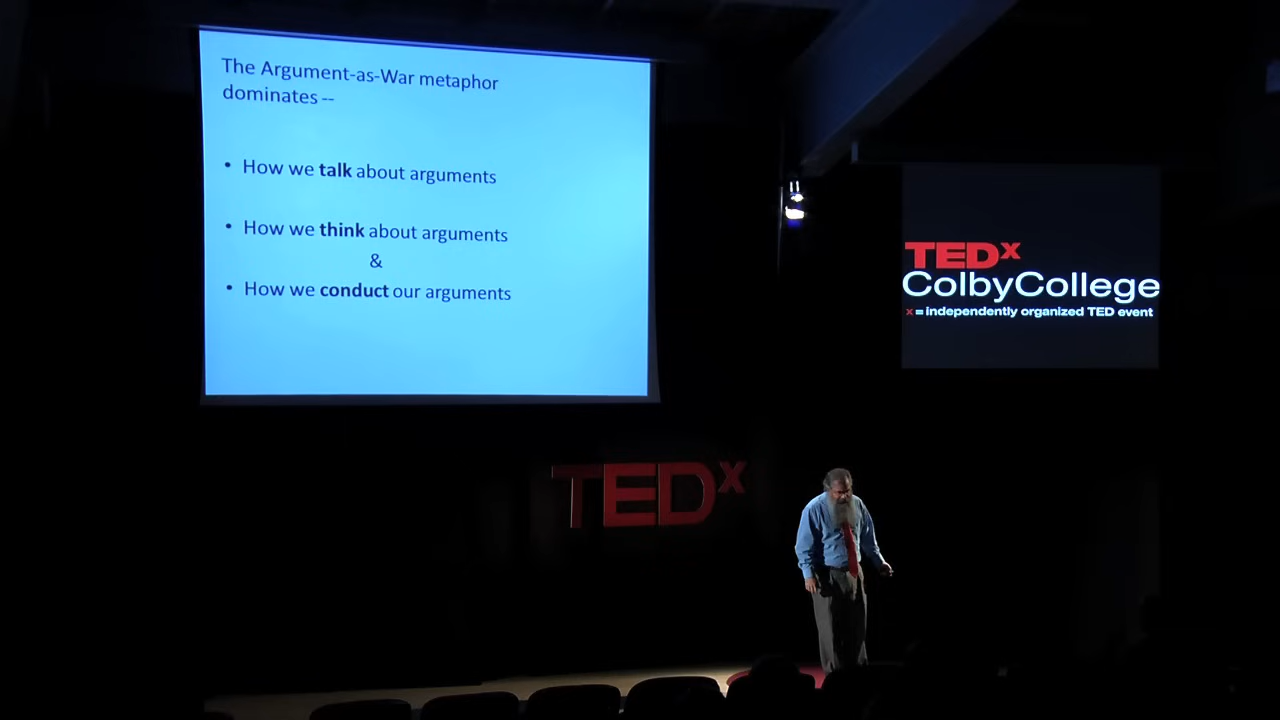 The Argument-as-War metaphor
dominates --
• How we talk about arguments
• How we think about arguments
&
• How we conduct our arguments
TEDx
ColbyCollege
x = independently organized TED event
TEDx